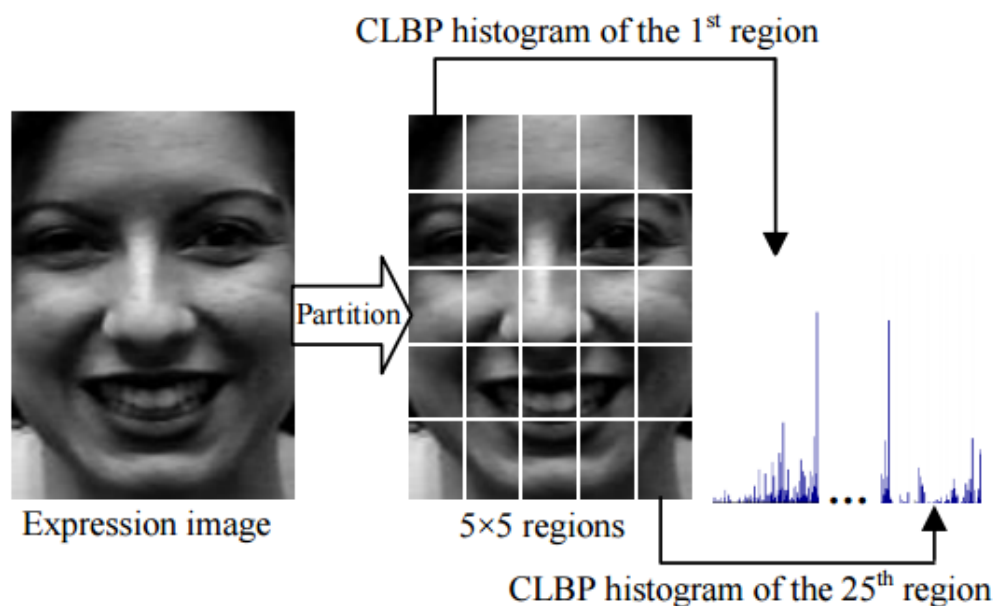 CLBP histogram of the 1st region
Partition
Expression image
5×5 regions
CLBP histogram of the 25th region